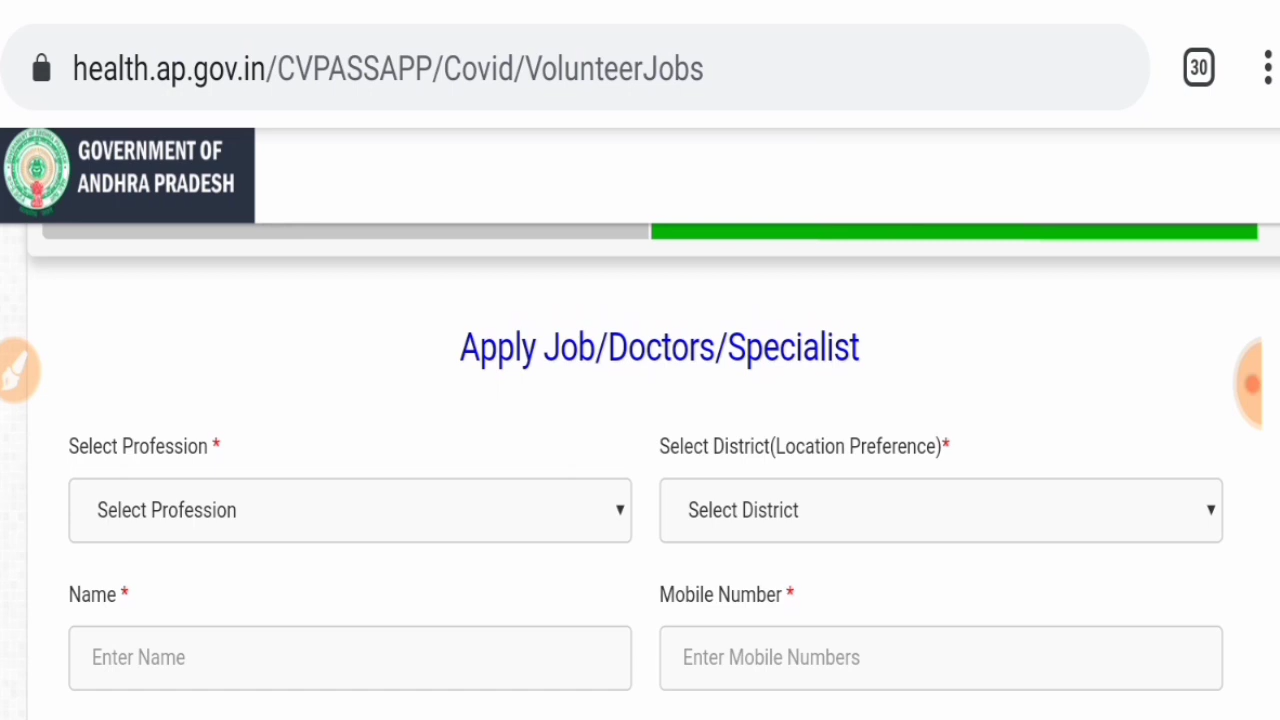 health.ap.gov.in/CVPASSAPP/Covid/VolunteerJobs
30
GOVERNMENT OF
ANDHRA PRADESH
Apply Job/Doctors/Specialist
Select Profession *
Select District(Location Preference)*
Select Profession
Select District
Name *
Mobile Number *
Enter Name
Enter Mobile Numbers